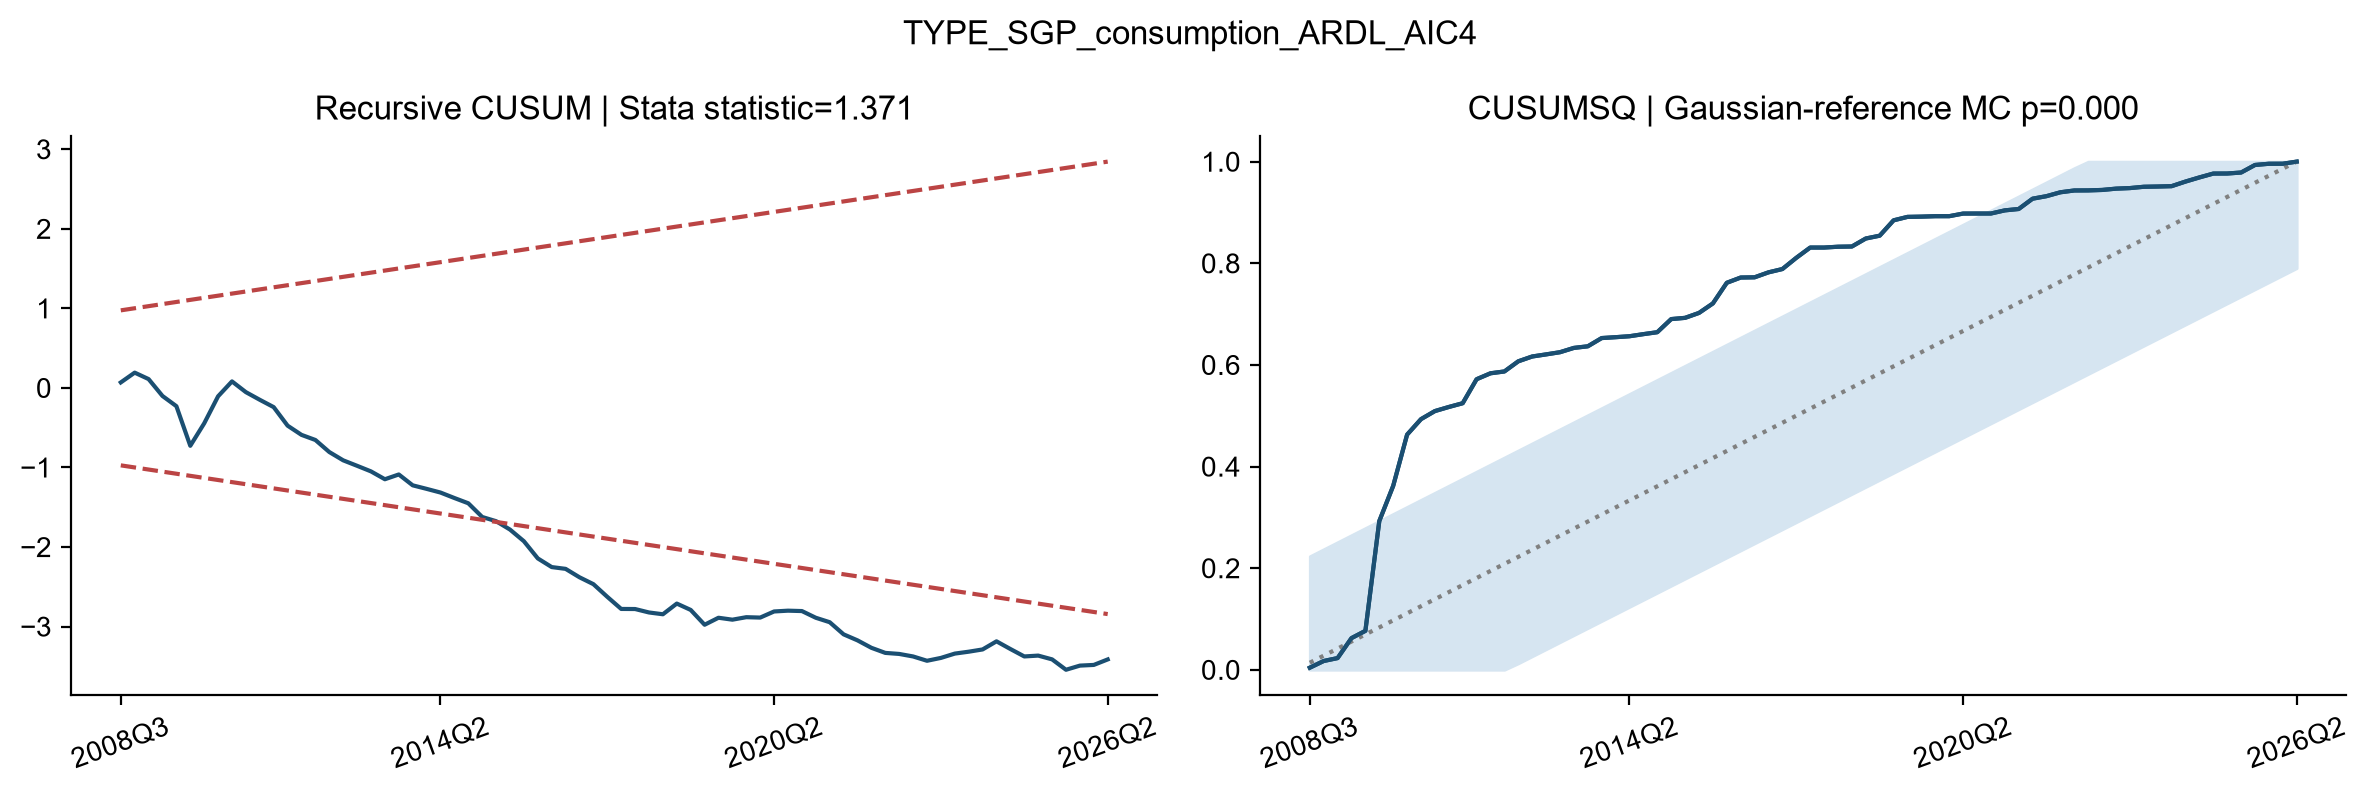 TYPE_SGP_consumption_ARDL_AIC4
Recursive CUSUM | Stata statistic=1.371
3
2
1
0
−1
−2
−3
2008Q3
2014Q2
2020Q2
2026Q2
CUSUMSQ | Gaussian-reference MC p=0.000
1.0
0.8
0.6
0.4
0.2
0.0
2008Q3
2014Q2
2020Q2
2026Q2